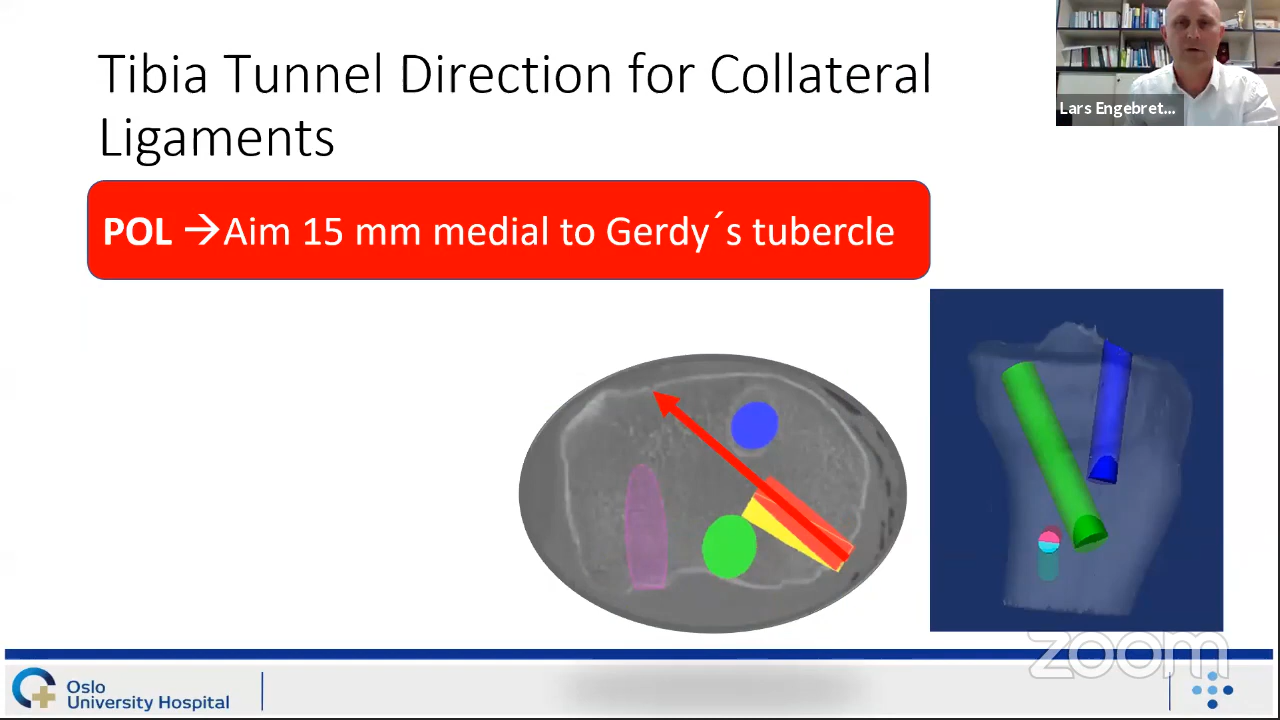 Tibia Tunnel Direction for Collateral
Ligaments
Lars Engebret...
POL →Aim 15 mm medial to Gerdy´s tubercle
zoom
Oslo
University Hospital